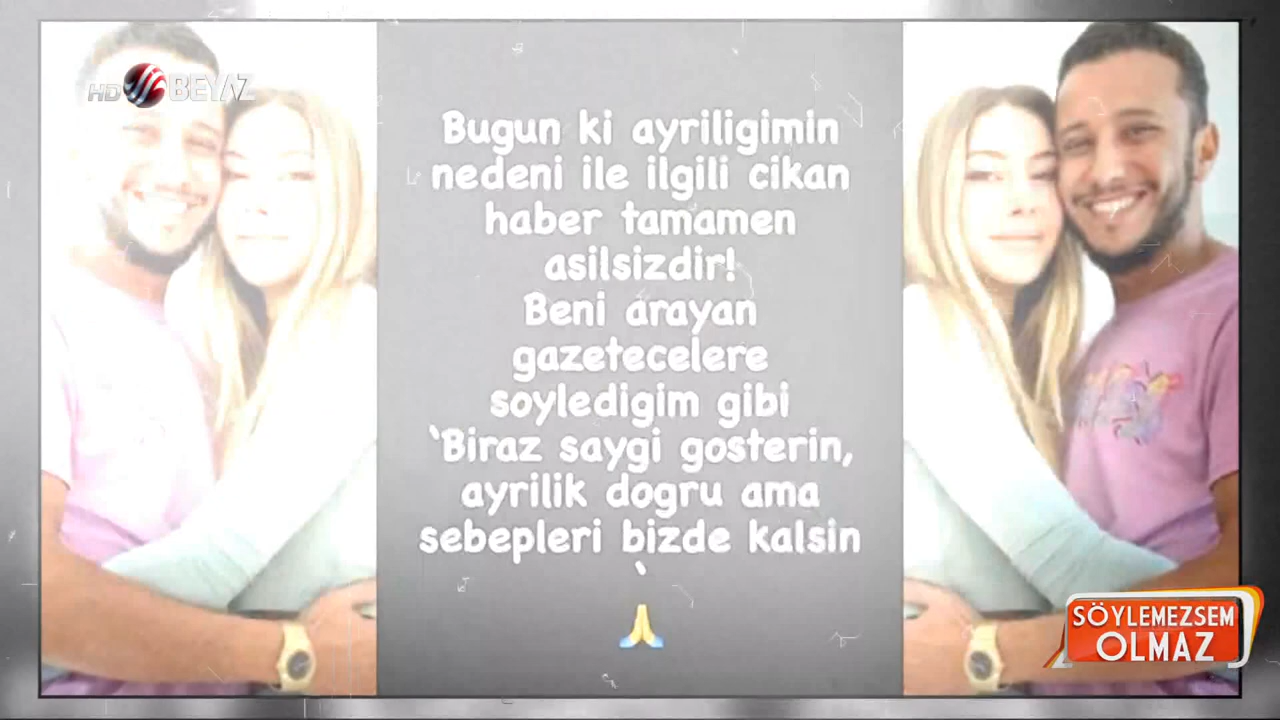 HD BEYAZ
Bugun ki ayriligimin
nedeni ile ilgili cikan
haber tamamen
asilsizdir!
Beni arayan
gazetecelere
soyledigim gibi
‘Biraz saygi gosterin,
ayrilik dogru ama
sebepleri bizde kalsin
‘
SÖYLEMEZSEM
OLMAZ